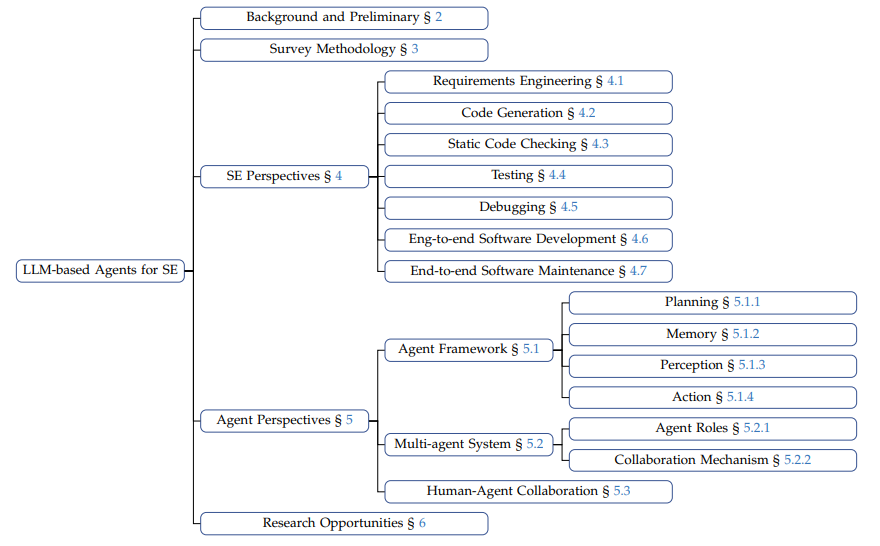 Background and Preliminary § 2
Survey Methodology § 3
Requirements Engineering § 4.1
Code Generation § 4.2
Static Code Checking § 4.3
SE Perspectives § 4
Testing § 4.4
Debugging § 4.5
Eng-to-end Software Development § 4.6
LLM-based Agents for SE
End-to-end Software Maintenance § 4.7
Planning § 5.1.1
Memory § 5.1.2
Agent Framework § 5.1
Perception § 5.1.3
Action § 5.1.4
Agent Perspectives § 5
Agent Roles § 5.2.1
Multi-agent System § 5.2
Collaboration Mechanism § 5.2.2
Human-Agent Collaboration § 5.3
Research Opportunities § 6